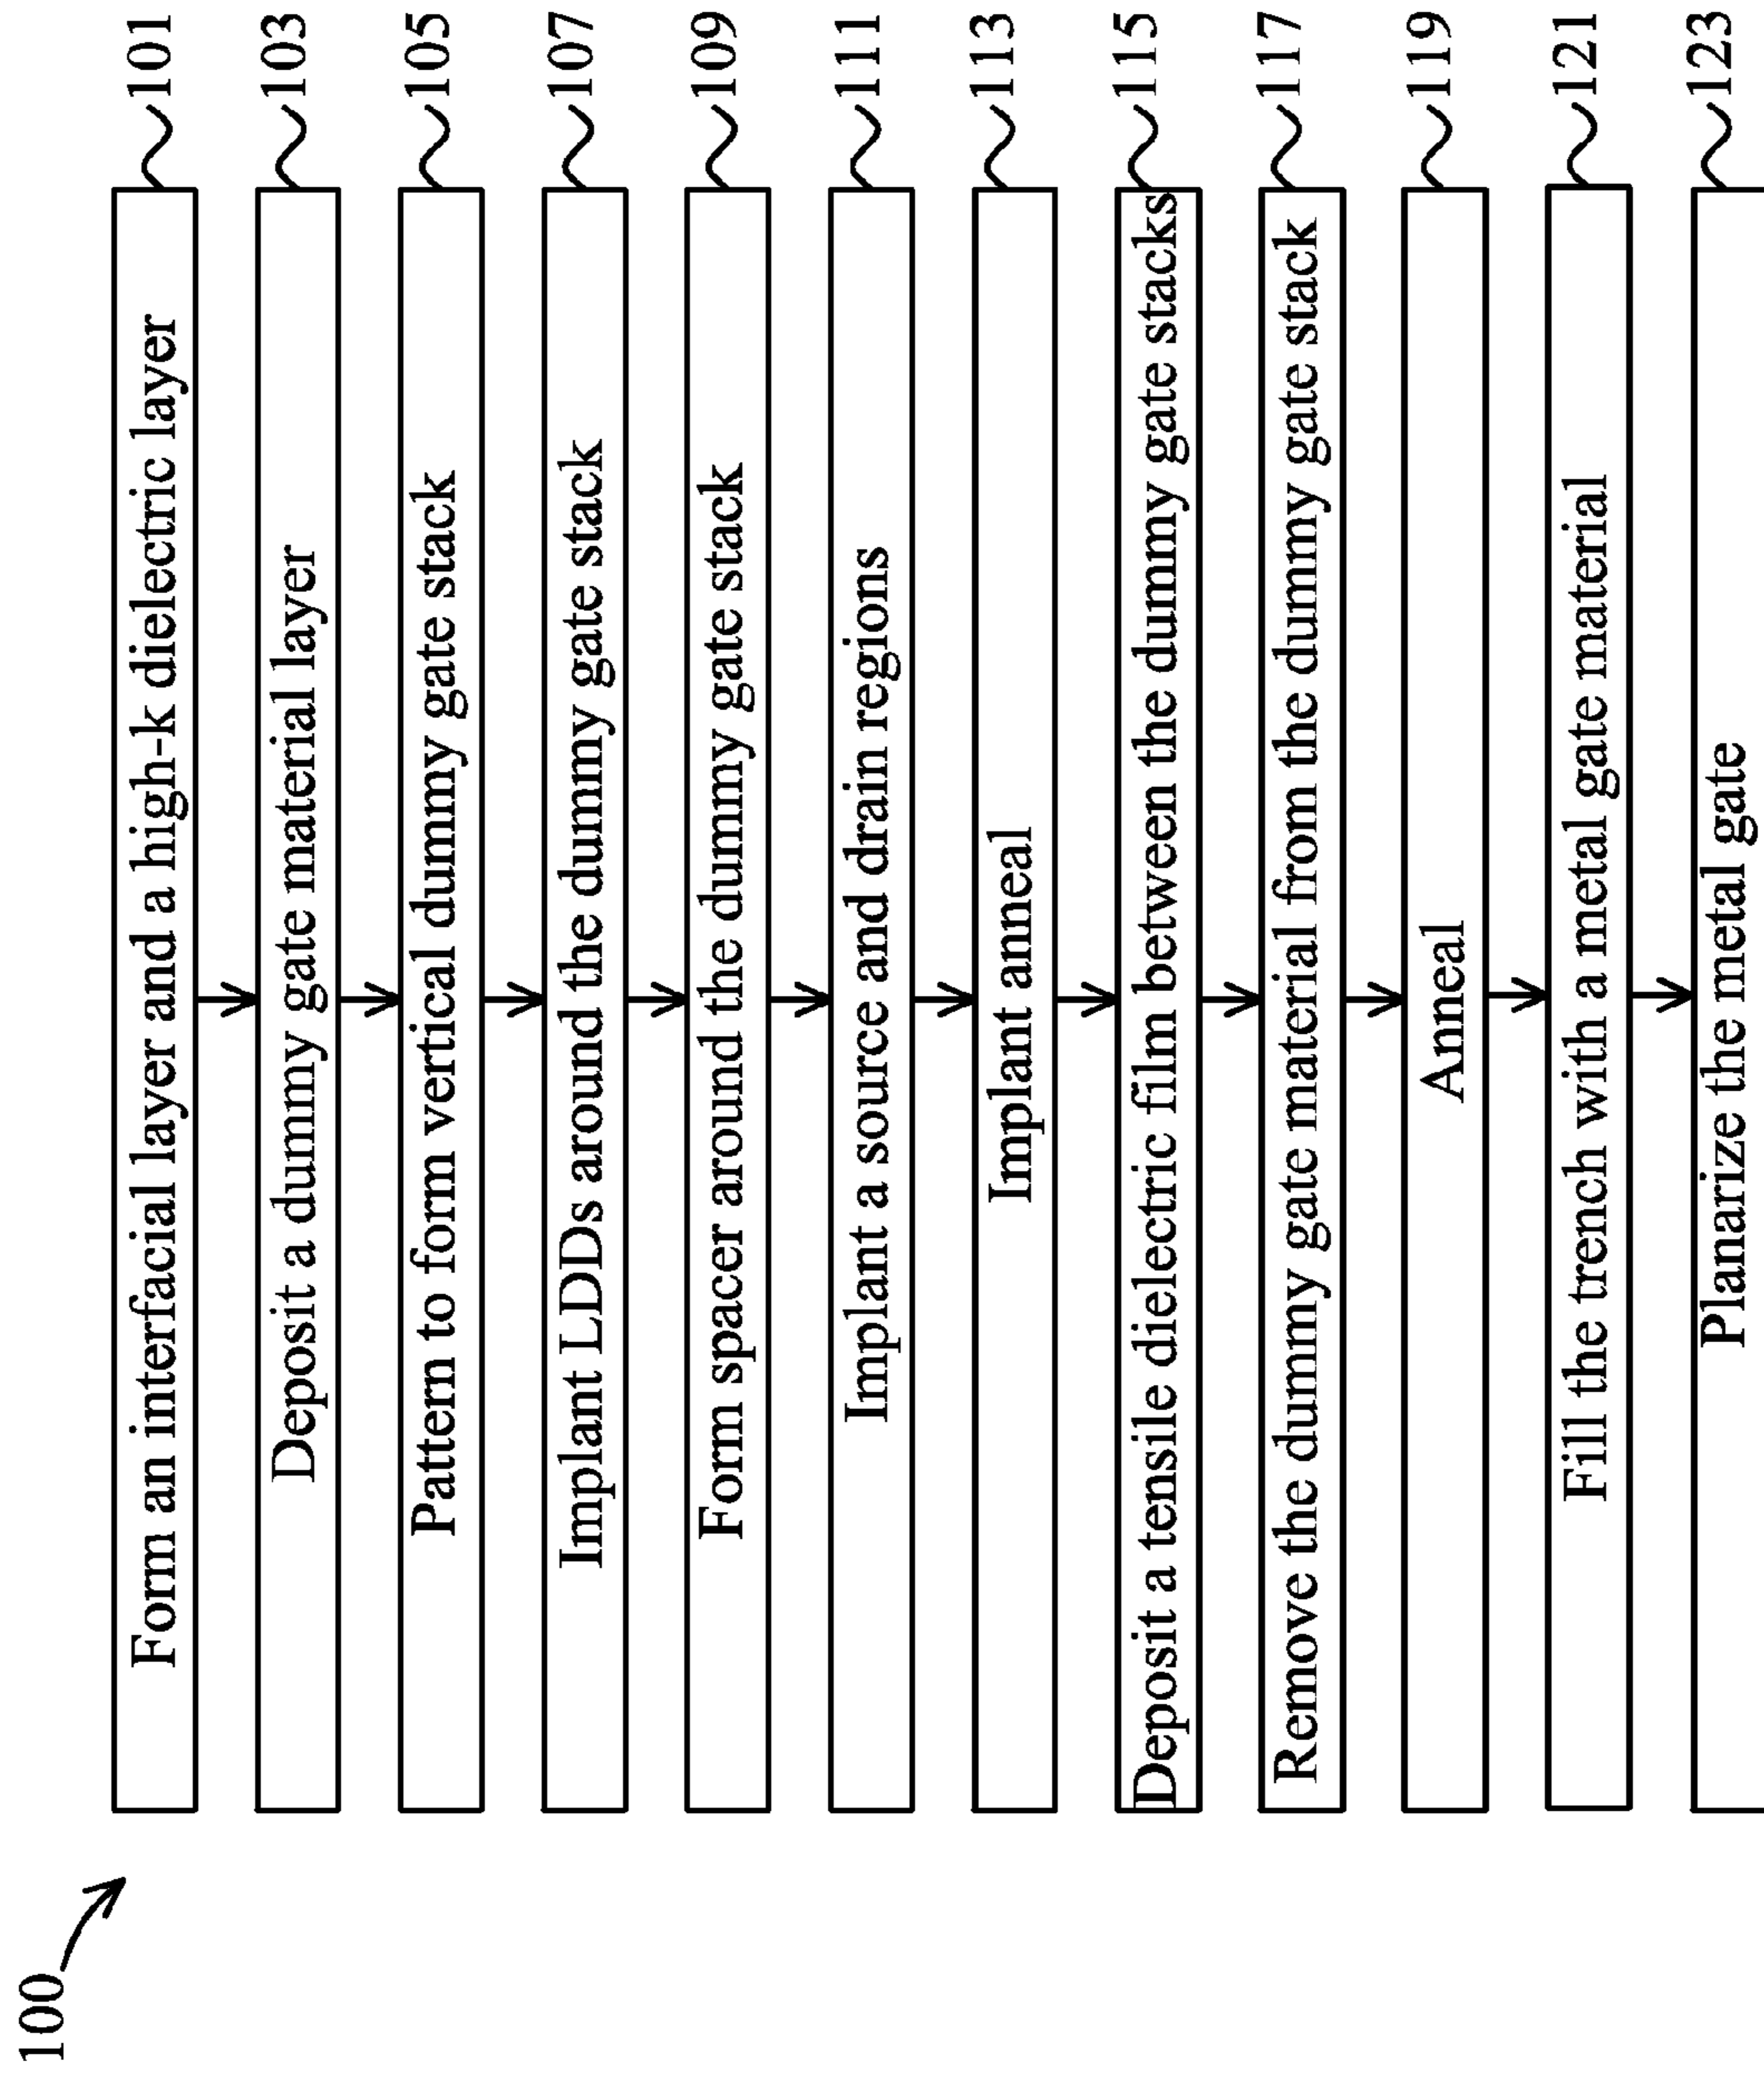 100
Form an interfacial layer and a high-k dielectric layer 101
Deposit a dummy gate material layer 103
Pattern to form vertical dummy gate stack 105
Implant LDDs around the dummy gate stack 107
Form spacer around the dummy gate stack 109
Implant a source and drain regions 111
Implant anneal 113
Deposit a tensile dielectric film between the dummy gate stacks 115
Remove the dummy gate material from the dummy gate stack 117
Anneal 119
Fill the trench with a metal gate material 121
Planarize the metal gate 123